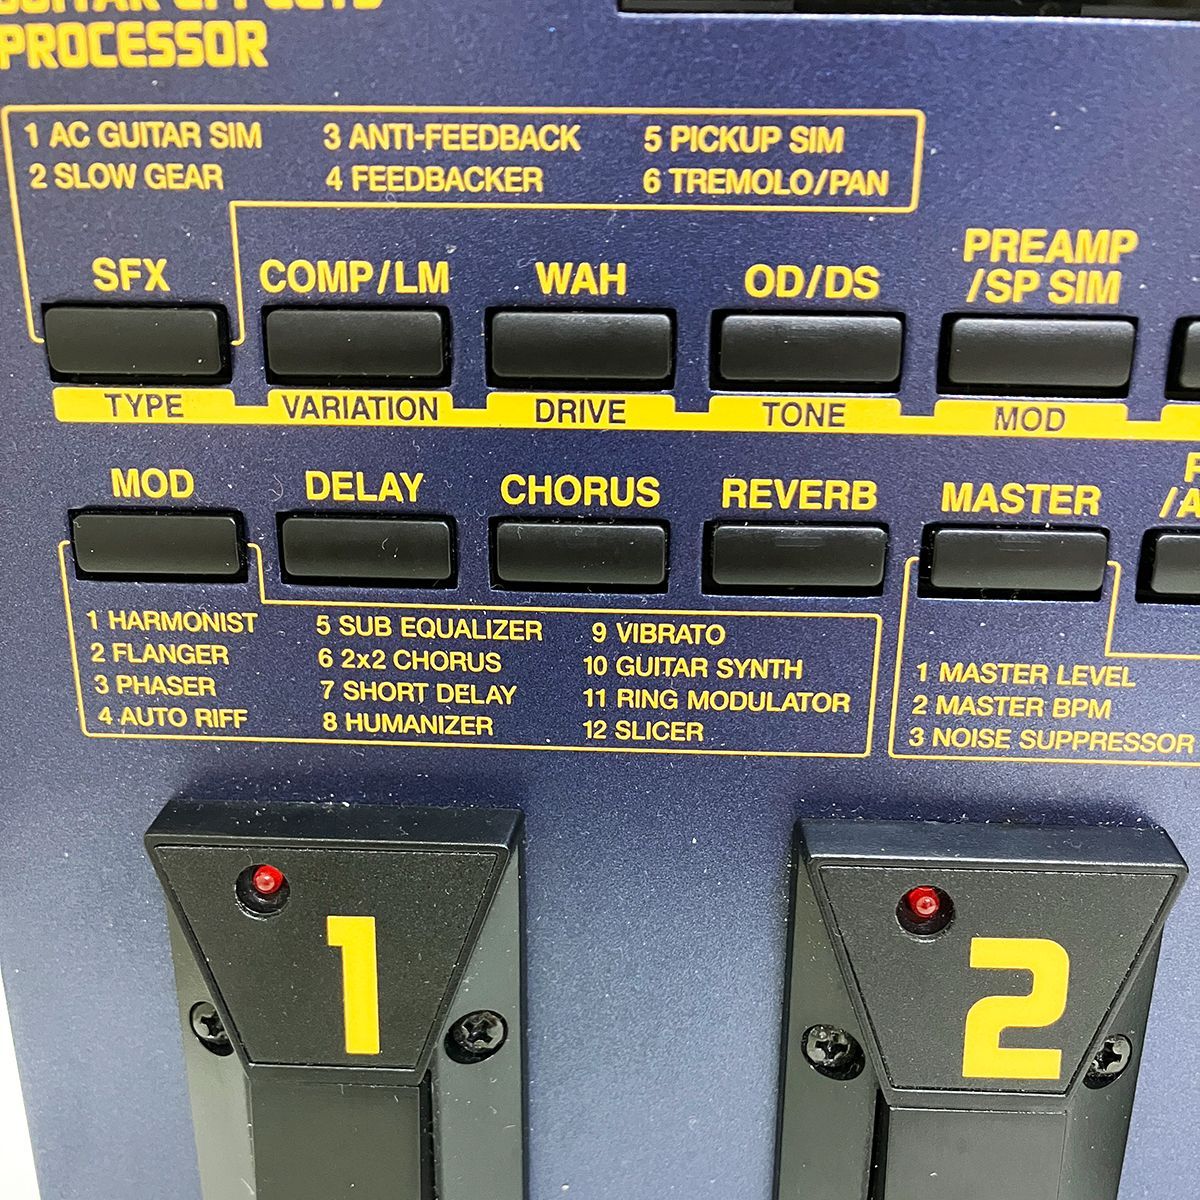 GUITAR EFFECTS
PROCESSOR
1 AC GUITAR SIM 3 ANTI-FEEDBACK 5 PICKUP SIM
2 SLOW GEAR 4 FEEDBACKER 6 TREMOLO/PAN
SFX COMP/LM WAH OD/DS PREAMP
/SP SIM
TYPE VARIATION DRIVE TONE MOD
MOD DELAY CHORUS REVERB MASTER
1 HARMONIST 5 SUB EQUALIZER 9 VIBRATO
2 FLANGER 6 2x2 CHORUS 10 GUITAR SYNTH
3 PHASER 7 SHORT DELAY 11 RING MODULATOR
4 AUTO RIFF 8 HUMANIZER 12 SLICER
1 MASTER LEVEL
2 MASTER BPM
3 NOISE SUPPRESSOR
1
2